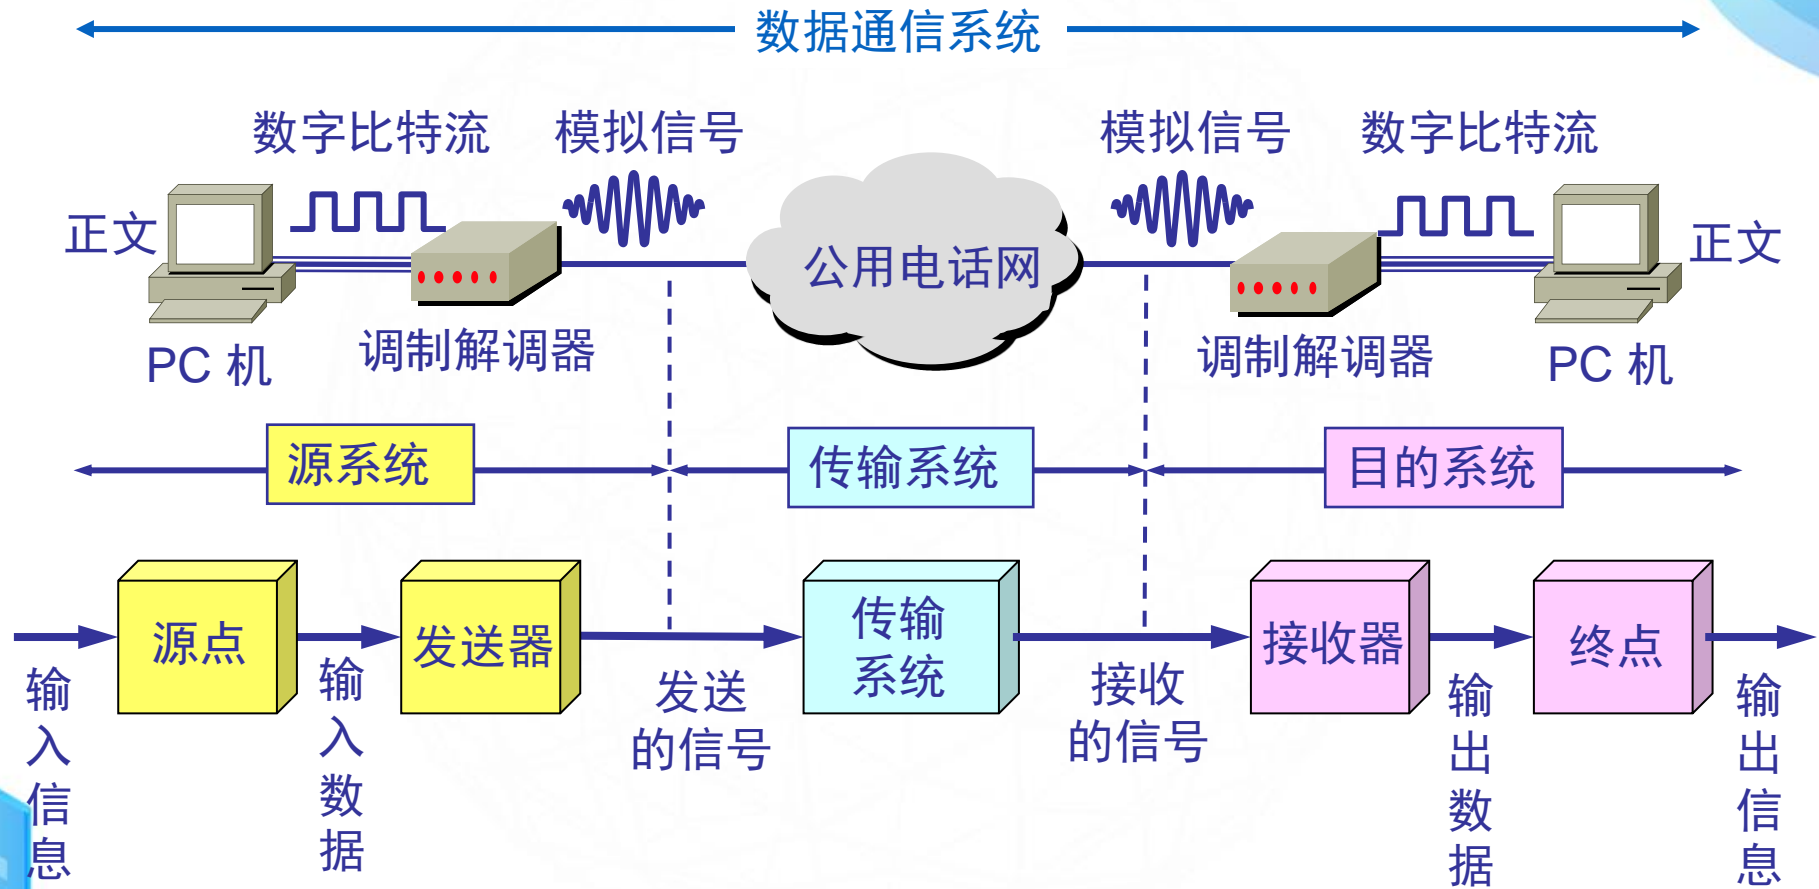 数据通信系统
数字比特流
模拟信号
模拟信号
数字比特流
正文
公用电话网
正文
PC 机
调制解调器
调制解调器
PC 机
源系统
传输系统
目的系统
源点
发送器
传输
系统
接收器
终点
输入信息
输入数据
发送
的信号
接收
的信号
输出数据
输出信息